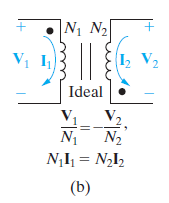 + N₁ N₂ +
V₁ I₁ I₂ V₂
− Ideal −
V₁/N₁ = −V₂/N₂,
N₁I₁ = N₂I₂
(b)